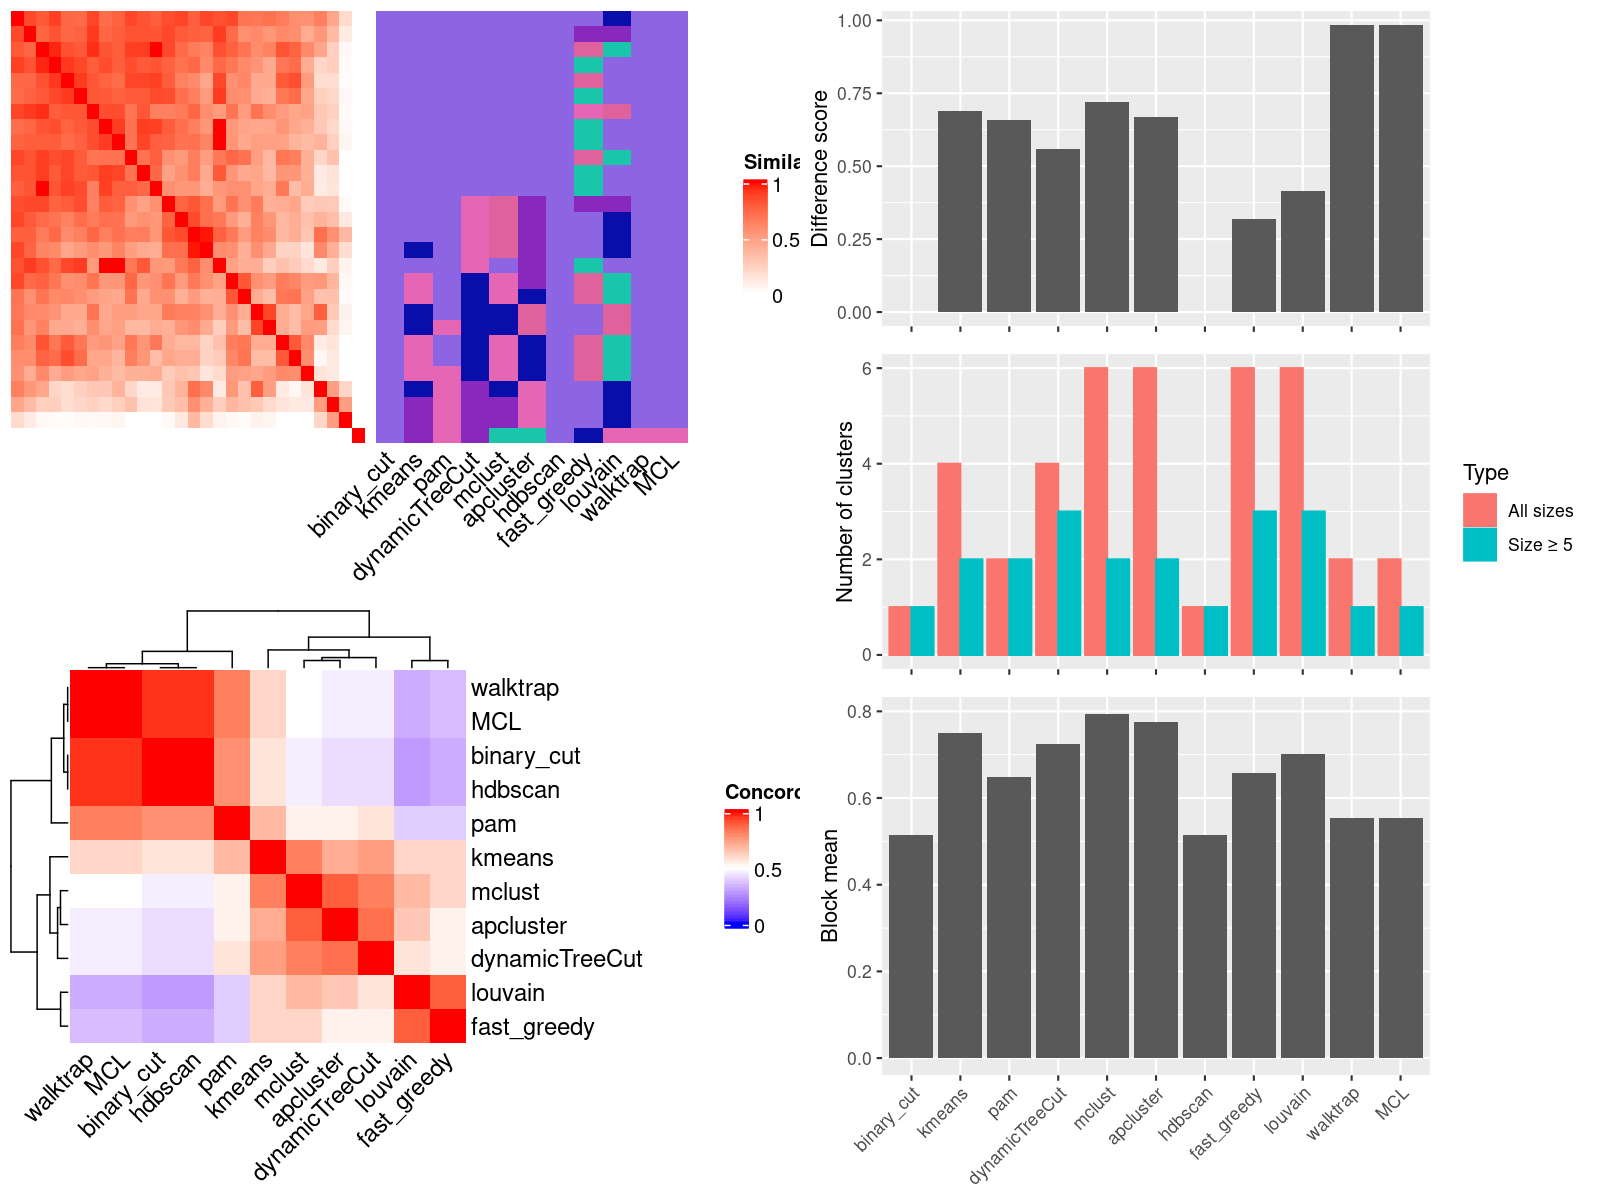 Simila
1
0.5
0
binary_cut
kmeans
pam
dynamicTreeCut
mclust
apcluster
hdbscan
fast_greedy
louvain
walktrap
MCL
walktrap
MCL
binary_cut
hdbscan
pam
kmeans
mclust
apcluster
dynamicTreeCut
louvain
fast_greedy
Concord
1
0.5
0
walktrap
MCL
binary_cut
hdbscan
pam
kmeans
mclust
apcluster
dynamicTreeCut
louvain
fast_greedy
Difference score
1.00
0.75
0.50
0.25
0.00
Number of clusters
6
4
2
0
Type
All sizes
Size ≥ 5
Block mean
0.8
0.6
0.4
0.2
0.0
binary_cut
kmeans
pam
dynamicTreeCut
mclust
apcluster
hdbscan
fast_greedy
louvain
walktrap
MCL